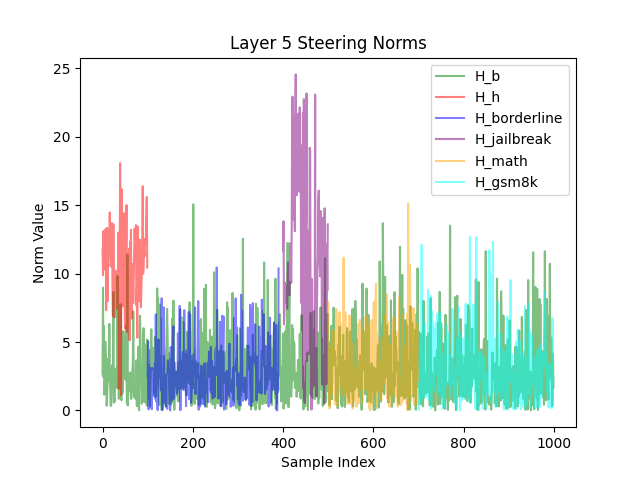 Layer 5 Steering Norms
25
20
15
10
5
0
Norm Value
H_b
H_h
H_borderline
H_jailbreak
H_math
H_gsm8k
0 200 400 600 800 1000
Sample Index